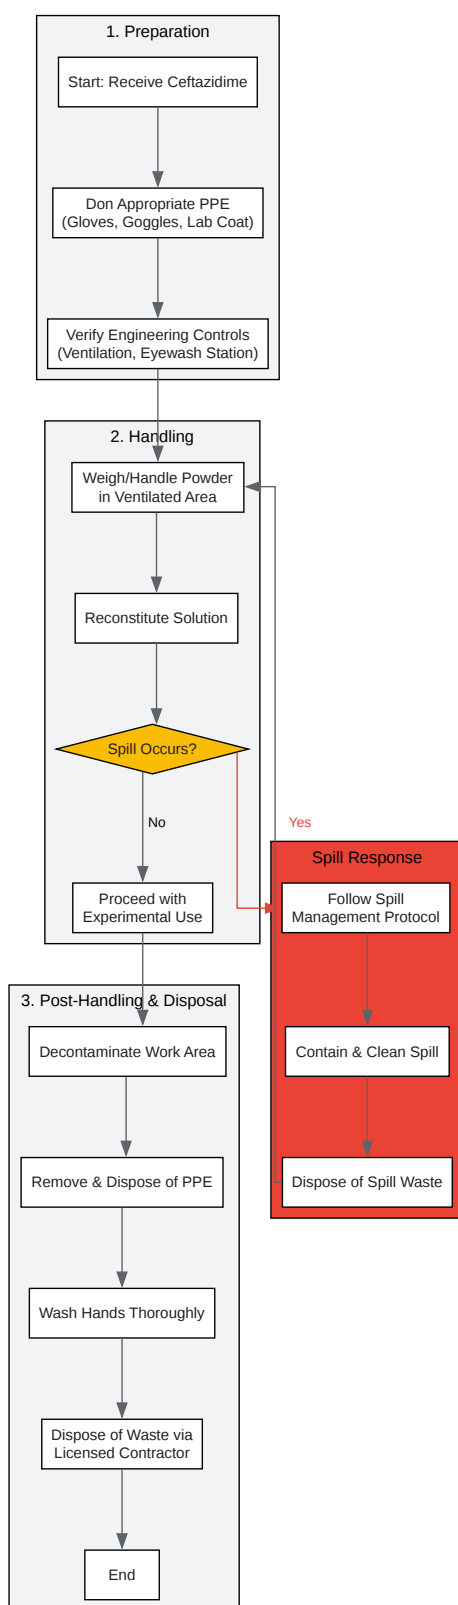 1. Preparation
Start: Receive Ceftazidime
Don Appropriate PPE
(Gloves, Goggles, Lab Coat)
Verify Engineering Controls
(Ventilation, Eyewash Station)
2. Handling
Weigh/Handle Powder
in Ventilated Area
Reconstitute Solution
Spill Occurs?
No
Yes
Proceed with
Experimental Use
Spill Response
Follow Spill
Management Protocol
Contain & Clean Spill
Dispose of Spill Waste
3. Post-Handling & Disposal
Decontaminate Work Area
Remove & Dispose of PPE
Wash Hands Thoroughly
Dispose of Waste via
Licensed Contractor
End